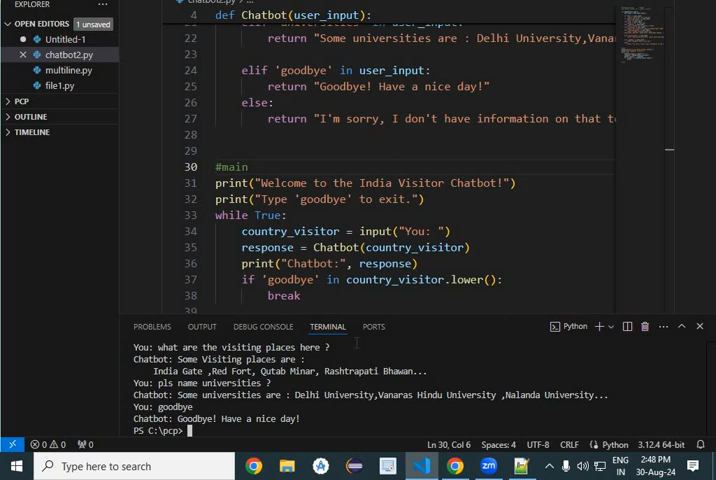 EXPLORER ...
OPEN EDITORS 1 unsaved
Untitled-1
chatbot2.py
multiline.py
file1.py
PCP
OUTLINE
TIMELINE
4 def Chatbot(user_input):
22 return "Some universities are : Delhi University,Vanaras
23
24 elif 'goodbye' in user_input:
25 return "Goodbye! Have a nice day!"
26 else:
27 return "I'm sorry, I don't have information on that to
28
29
30 #main
31 print("Welcome to the India Visitor Chatbot!")
32 print("Type 'goodbye' to exit.")
33 while True:
34 country_visitor = input("You: ")
35 response = Chatbot(country_visitor)
36 print("Chatbot:", response)
37 if 'goodbye' in country_visitor.lower():
38 break
39
PROBLEMS OUTPUT DEBUG CONSOLE TERMINAL PORTS Python
You: what are the visiting places here ?
Chatbot: Some Visiting places are :
India Gate ,Red Fort, Qutab Minar, Rashtrapati Bhawan...
You: pls name universities ?
Chatbot: Some universities are : Delhi University,Vanaras Hindu University ,Nalanda University...
You: goodbye
Chatbot: Goodbye! Have a nice day!
PS C:\pcp>
0 0 0 Ln 30, Col 6 Spaces: 4 UTF-8 CRLF Python 3.12.4 64-bit
Type here to search
zm
ENG
IN
2:48 PM
30-Aug-24